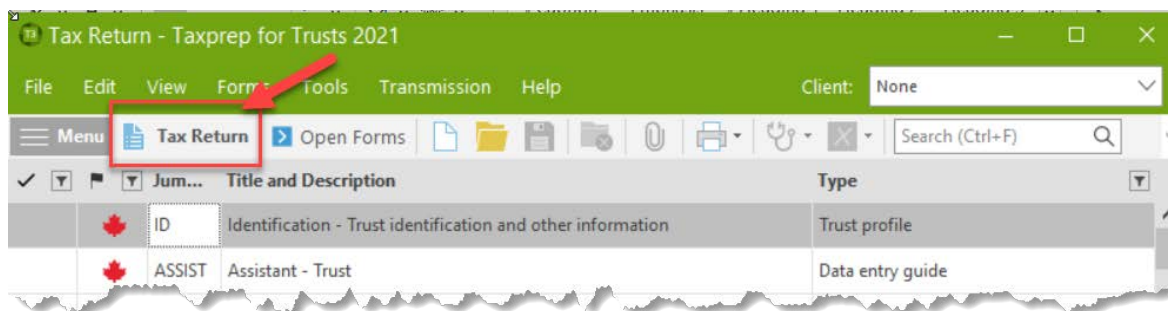 Tax Return - Taxprep for Trusts 2021
File Edit View Forms Tools Transmission Help Client: None
Menu Tax Return Open Forms Search (Ctrl+F)
Jum... Title and Description Type
ID Identification - Trust identification and other information Trust profile
ASSIST Assistant - Trust Data entry guide